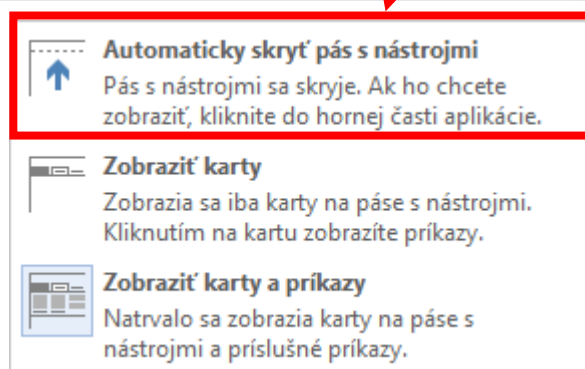 Automaticky skryť pás s nástrojmi
Pás s nástrojmi sa skryje. Ak ho chcete
zobraziť, kliknite do hornej časti aplikácie.
Zobraziť karty
Zobrazia sa iba karty na páse s nástrojmi.
Kliknutím na kartu zobrazíte príkazy.
Zobraziť karty a príkazy
Natrvalo sa zobrazia karty na páse s
nástrojmi a príslušné príkazy.